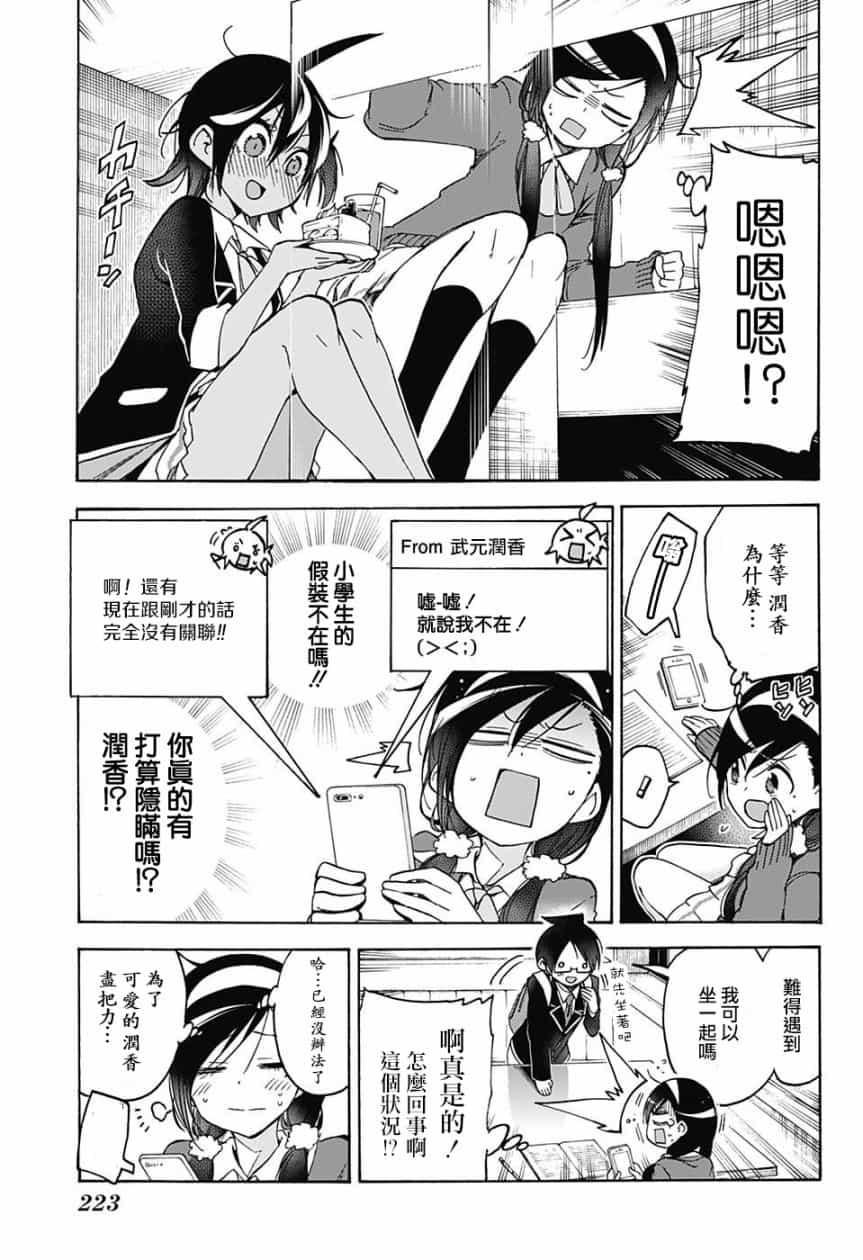 嗯嗯嗯!?
カチーン
等等 潤香
為什麼…
嗡
ヒソ
ヒソ
From 武元潤香
噓-噓！
就說我不在！
(＞＜;)
小學生的
假裝不在嗎!!
啊！還有
現在跟剛才的話
完全沒有關聯!!
你真的有
打算隱瞞嗎!?
潤香!?
難得遇到
我可以
坐一起嗎
就先坐著吧
啊真是的！
怎麼回事啊
這個狀況!?
哈…已經沒辦法了
為了
可愛的潤香
盡把力…
223